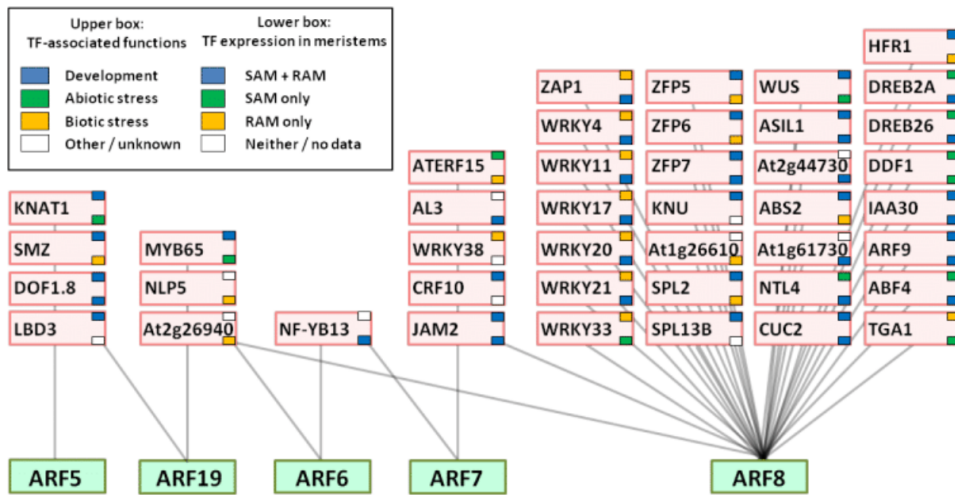 Upper box:
TF-associated functions
Development
Abiotic stress
Biotic stress
Other / unknown
Lower box:
TF expression in meristems
SAM + RAM
SAM only
RAM only
Neither / no data
KNAT1
SMZ
DOF1.8
LBD3
MYB65
NLP5
At2g26940
NF-YB13
ATERF15
AL3
WRKY38
CRF10
JAM2
ZAP1
WRKY4
WRKY11
WRKY17
WRKY20
WRKY21
WRKY33
ZFP5
ZFP6
ZFP7
KNU
At1g26610
SPL2
SPL13B
WUS
ASIL1
At2g44730
ABS2
At1g61730
NTL4
CUC2
HFR1
DREB2A
DREB26
DDF1
IAA30
ARF9
ABF4
TGA1
ARF5
ARF19
ARF6
ARF7
ARF8